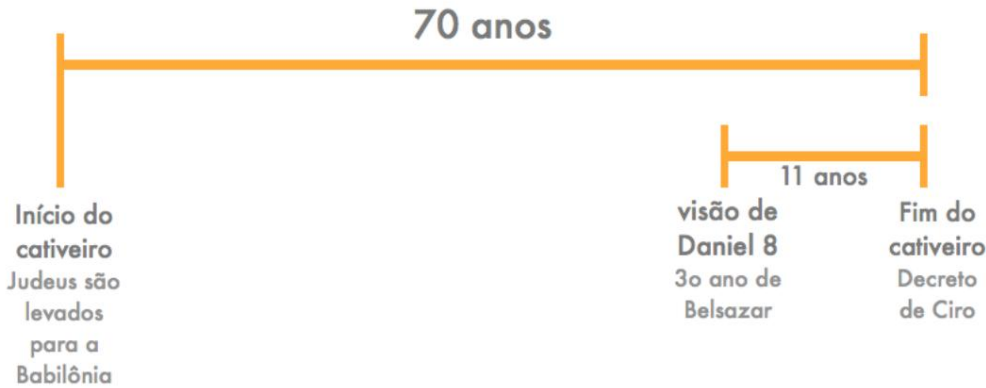 70 anos
11 anos
Início do
cativeiro
Judeus são
levados
para a
Babilônia
visão de
Daniel 8
3o ano de
Belsazar
Fim do
cativeiro
Decreto
de Ciro